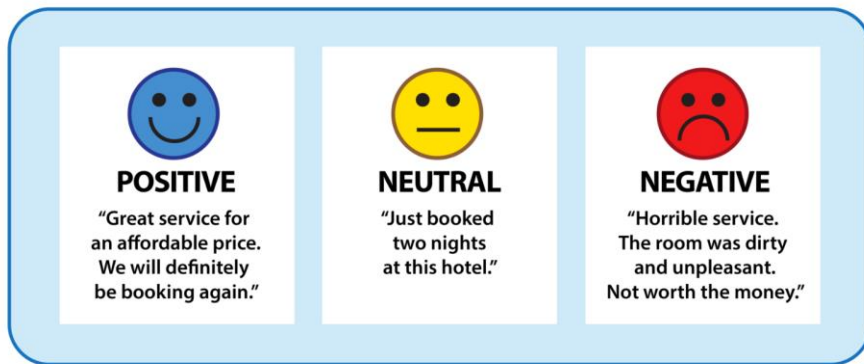 POSITIVE
“Great service for
an affordable price.
We will definitely
be booking again.”
NEUTRAL
“Just booked
two nights
at this hotel.”
NEGATIVE
“Horrible service.
The room was dirty
and unpleasant.
Not worth the money.”